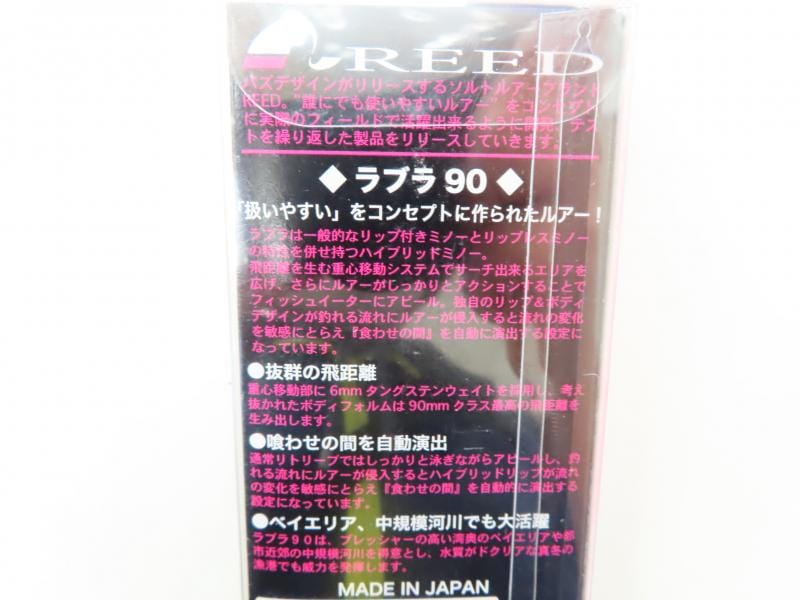 REED
バズデザインがリリースするソルトルアーブランド
REED。"誰にでも使いやすいルアー"をコンセプト
に実際のフィールドで活躍出来るように開発、テス
トを繰り返した製品をリリースしていきます。
◆ ラブラ 90 ◆
「扱いやすい」をコンセプトに作られたルアー！
ラブラは一般的なリップ付きミノーとリップレスミノー
の特性を併せ持つハイブリッドミノー。
飛距離を生む重心移動システムでサーチ出来るエリアを
広げ、さらにルアーがしっかりとアクションすることで
フィッシュイーターにアピール。独自のリップ&ボディ
デザインが釣れる流れにルアーが侵入すると流れの変化
を敏感にとらえ『食わせの間』を自動に演出する設定に
なっています。
●抜群の飛距離
重心移動部に 6mm タングステンウェイトを採用し、考え
抜かれたボディフォルムは 90mm クラス最高の飛距離を
生み出します。
●喰わせの間を自動演出
通常リトリーブではしっかりと泳ぎながらアピールし、釣
れる流れにルアーが侵入するとハイブリッドリップが流れ
の変化を敏感にとらえ『食わせの間』を自動的に演出する
設定になっています。
●ベイエリア、中規模河川でも大活躍
ラブラ９０は、プレッシャーの高い湾奥のベイエリアや都
市近郊の中規模河川を得意とし、水質がドクリアな真冬の
漁港でも威力を発揮します。
MADE IN JAPAN